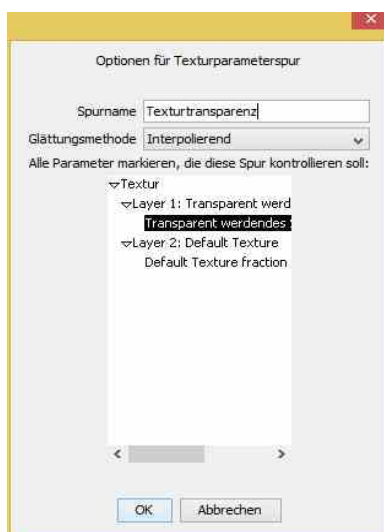 Optionen für Texturparameterspur
Spurname Texturtransparenz
Glättungsmethode Interpolierend
Alle Parameter markieren, die diese Spur kontrollieren soll:
Textur
Layer 1: Transparent werd
Transparent werdendes
Layer 2: Default Texture
Default Texture fraction
OK Abbrechen